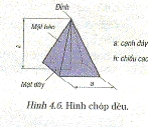 Đỉnh
Mặt bên
h
a: cạnh đáy
h: chiều cao
Mặt đáy
a
Hình 4.6. Hình chóp đều.